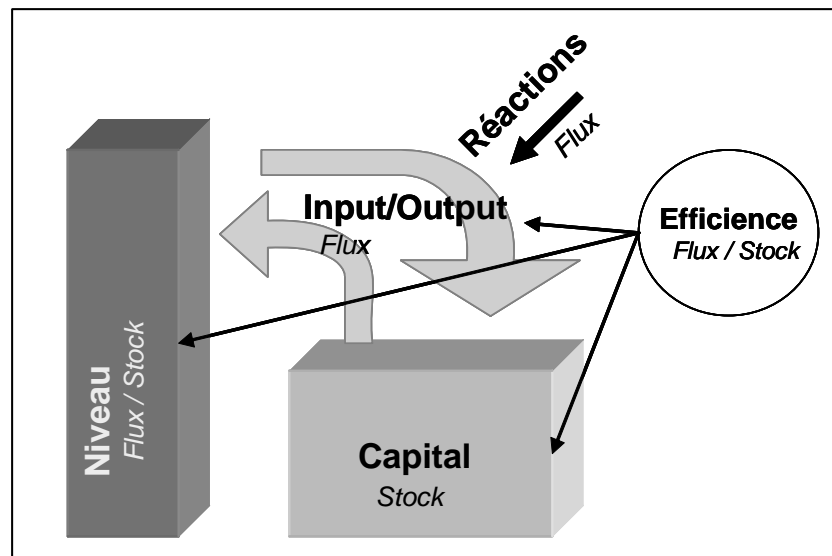 Réactions
Flux
Input/Output
Flux
Efficience
Flux / Stock
Niveau
Flux / Stock
Capital
Stock